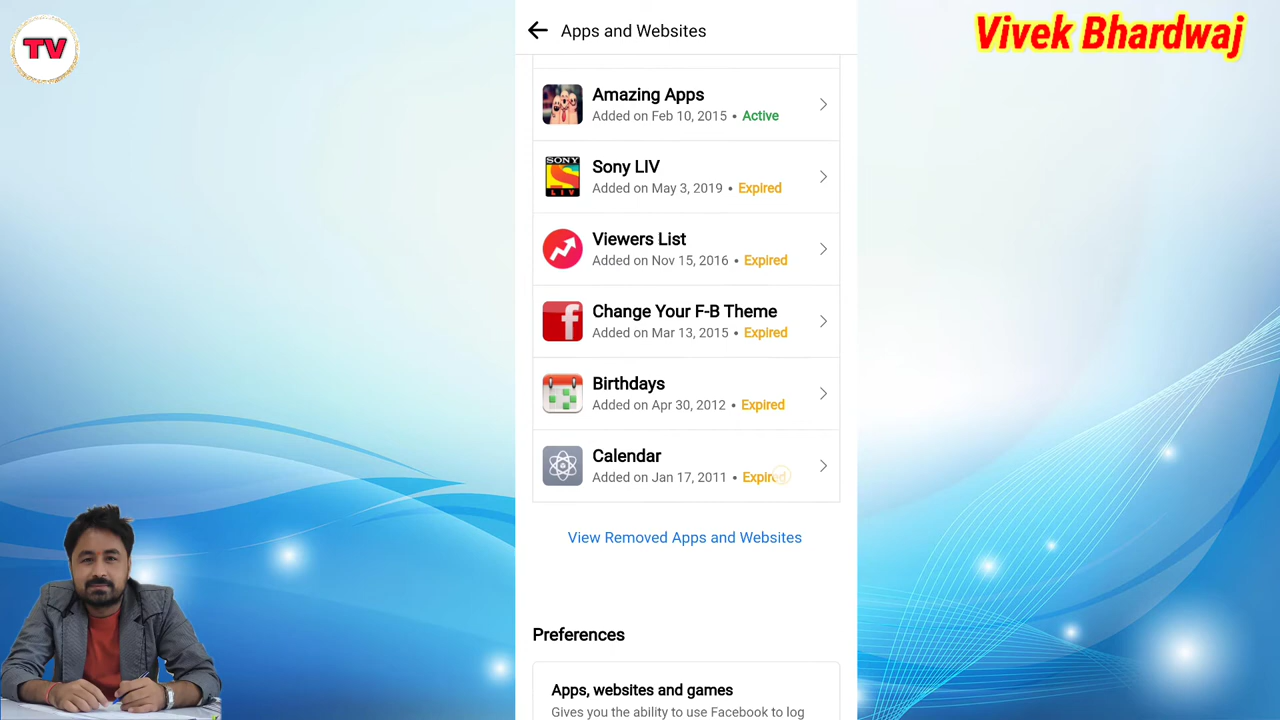 TV
Vivek Bhardwaj
Apps and Websites
Amazing Apps
Added on Feb 10, 2015 • Active
SONY
LIV
Sony LIV
Added on May 3, 2019 • Expired
Viewers List
Added on Nov 15, 2016 • Expired
f
Change Your F-B Theme
Added on Mar 13, 2015 • Expired
Birthdays
Added on Apr 30, 2012 • Expired
Calendar
Added on Jan 17, 2011 • Expired
View Removed Apps and Websites
Preferences
Apps, websites and games
Gives you the ability to use Facebook to log